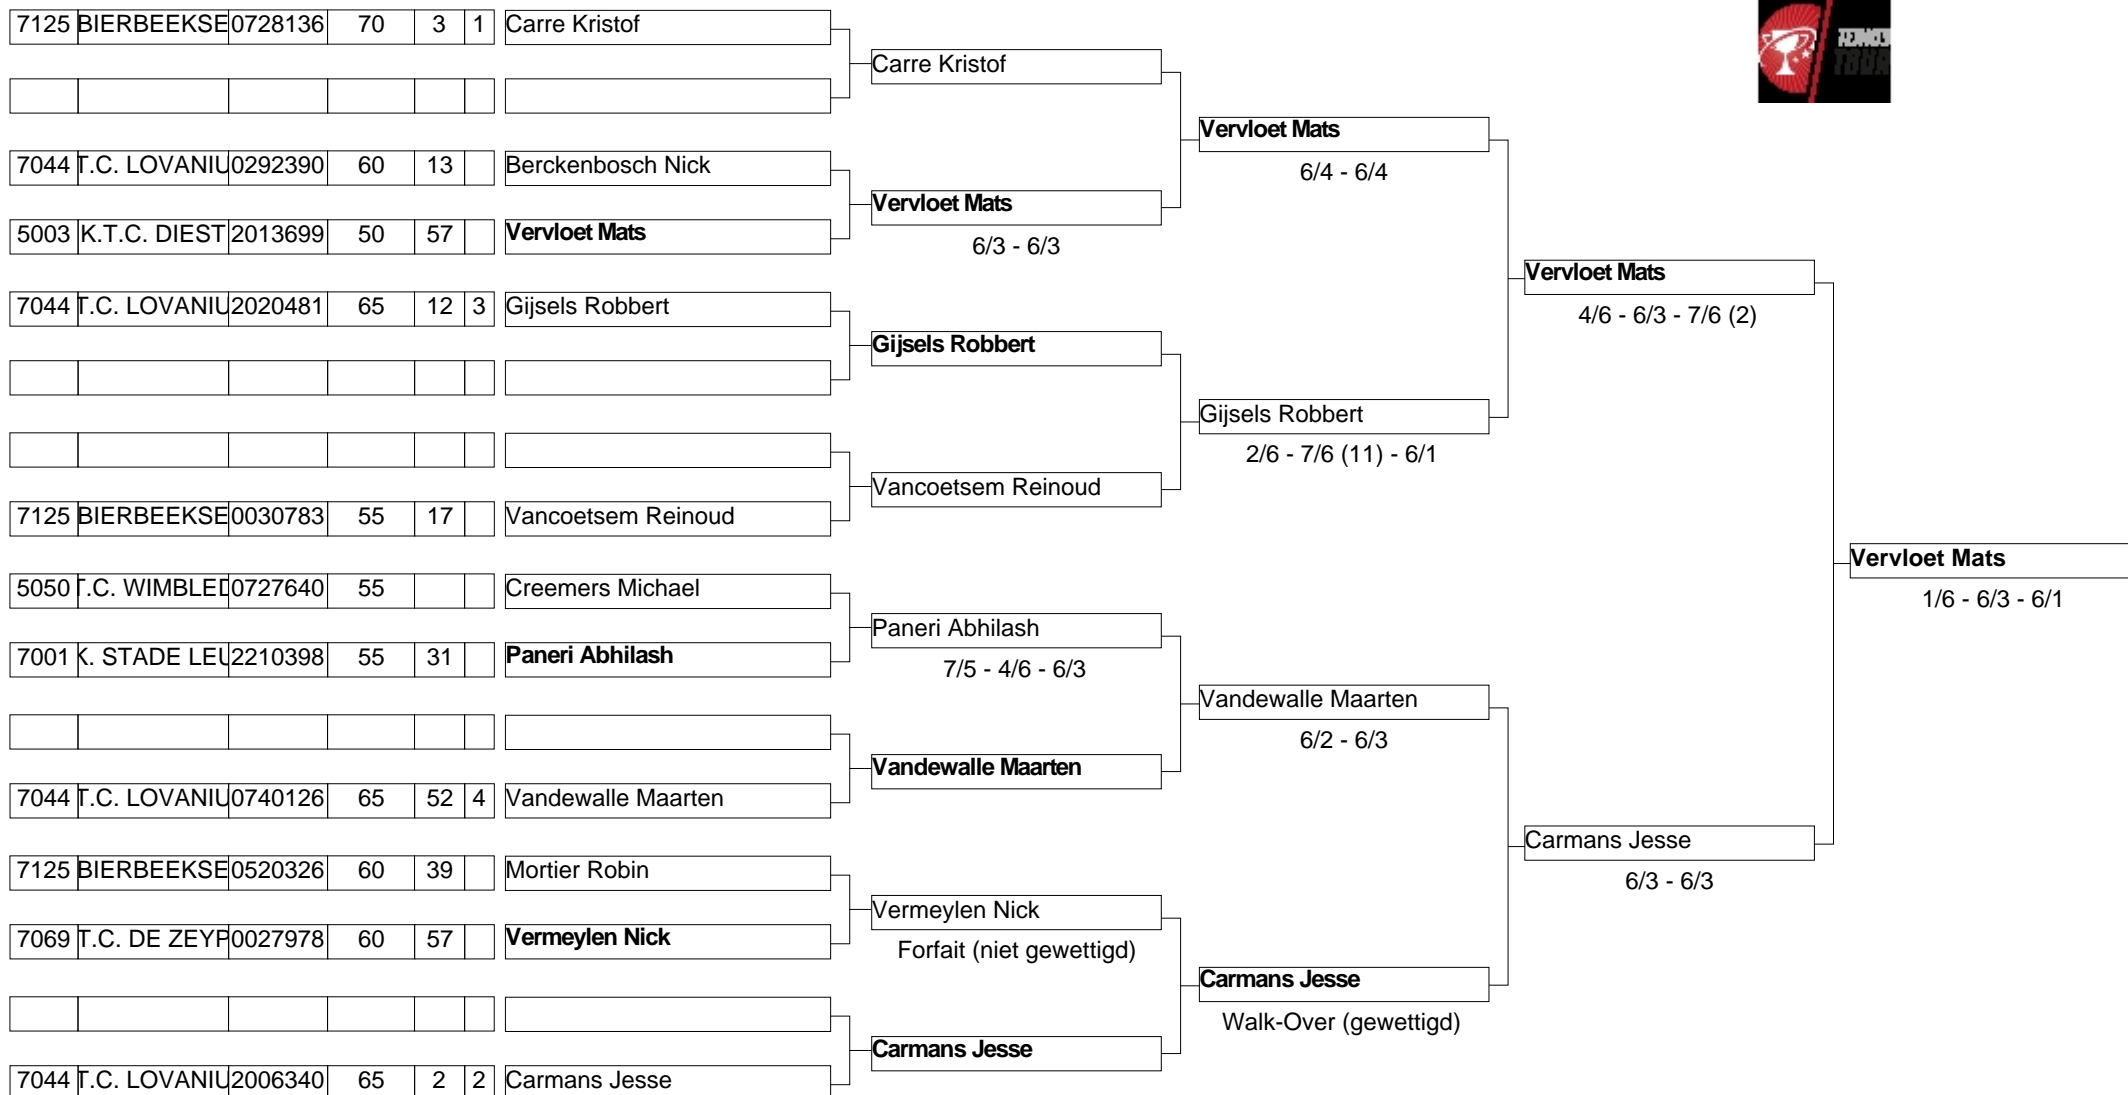 7125 BIERBEEKSE 0728136 70 3 1 Carre Kristof
Carre Kristof
Vervloet Mats
6/4 - 6/4
7044 T.C. LOVANIU 0292390 60 13 Berckenbosch Nick
Vervloet Mats
6/3 - 6/3
5003 K.T.C. DIEST 2013699 50 57 Vervloet Mats
Vervloet Mats
4/6 - 6/3 - 7/6 (2)
7044 T.C. LOVANIU 2020481 65 12 3 Gijsels Robbert
Gijsels Robbert
Gijsels Robbert
2/6 - 7/6 (11) - 6/1
Vancoetsem Reinoud
7125 BIERBEEKSE 0030783 55 17 Vancoetsem Reinoud
Vervloet Mats
1/6 - 6/3 - 6/1
5050 T.C. WIMBLED 0727640 55 Creemers Michael
Paneri Abhilash
7/5 - 4/6 - 6/3
7001 K. STADE LEU 2210398 55 31 Paneri Abhilash
Vandewalle Maarten
6/2 - 6/3
Vandewalle Maarten
7044 T.C. LOVANIU 0740126 65 52 4 Vandewalle Maarten
Carmans Jesse
6/3 - 6/3
7125 BIERBEEKSE 0520326 60 39 Mortier Robin
Vermeylen Nick
Forfait (niet gewettigd)
7069 T.C. DE ZEYP 0027978 60 57 Vermeylen Nick
Carmans Jesse
Walk-Over (gewettigd)
Carmans Jesse
7044 T.C. LOVANIU 2006340 65 2 2 Carmans Jesse